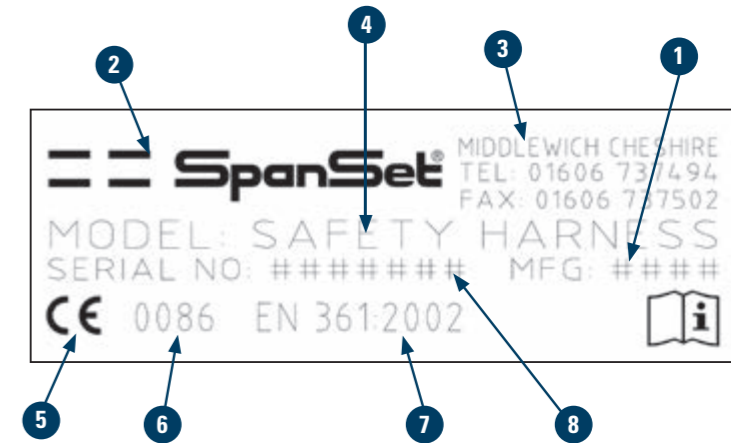 4
2
3
1
SpanSet®
MIDDLEWICH CHESHIRE
TEL: 01606 737494
FAX: 01606 737502
MODEL: SAFETY HARNESS
SERIAL NO: ####### MFG: ####
CE 0086 EN 361:2002
i
5
6
7
8